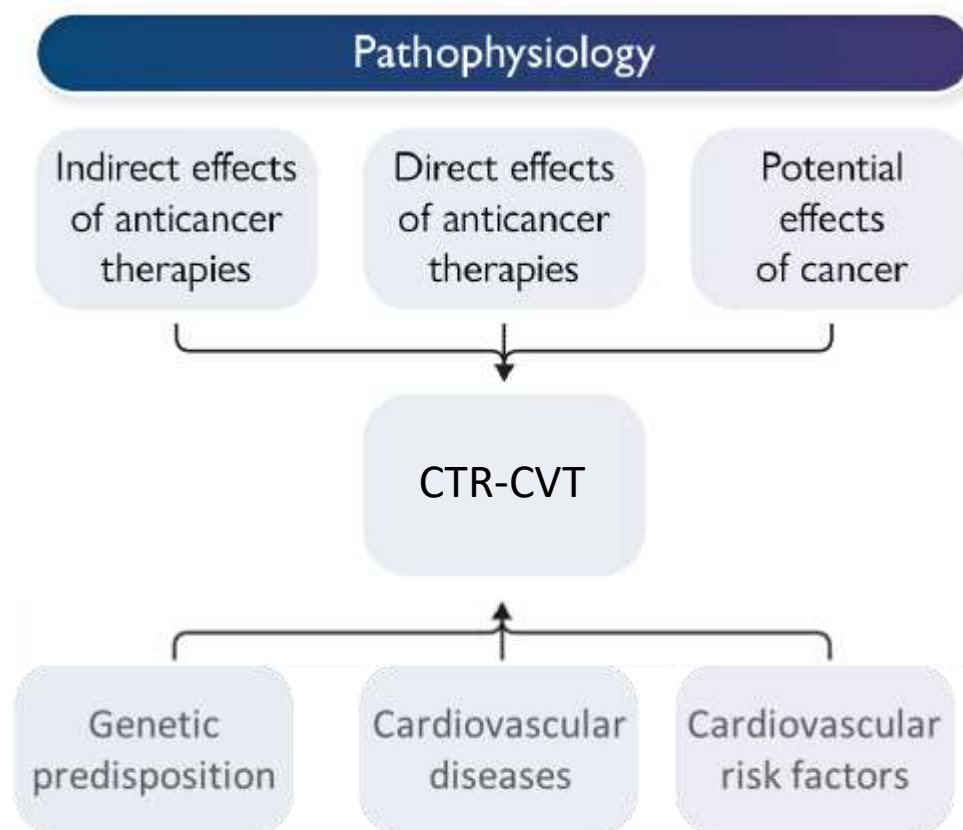 Pathophysiology
Indirect effects
of anticancer
therapies
Direct effects
of anticancer
therapies
Potential
effects
of cancer
CTR-CVT
Genetic
predisposition
Cardiovascular
diseases
Cardiovascular
risk factors